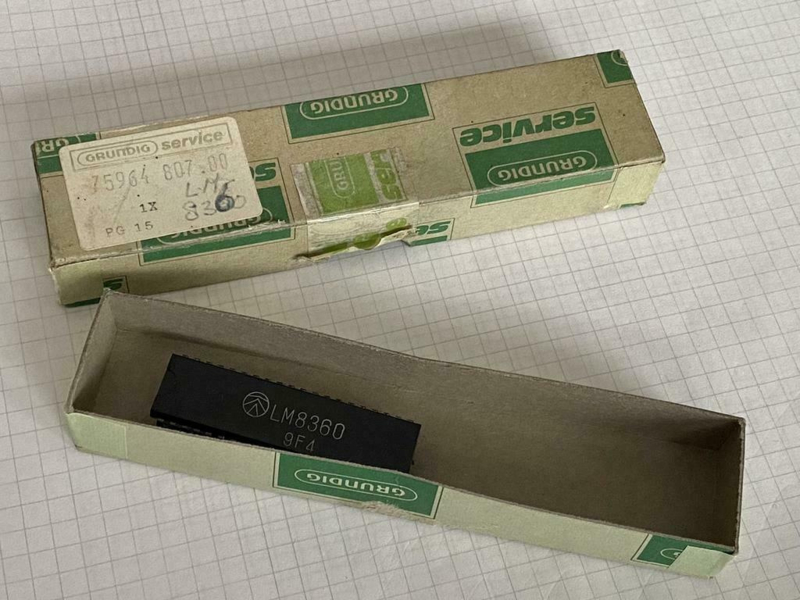 GRUNDIG
service
GRUNDIG
GRUNDIG service
75964 807.00
LM
1X
8360
PG 15
GRUNDIG
LM8360
9F4
GRUNDIG